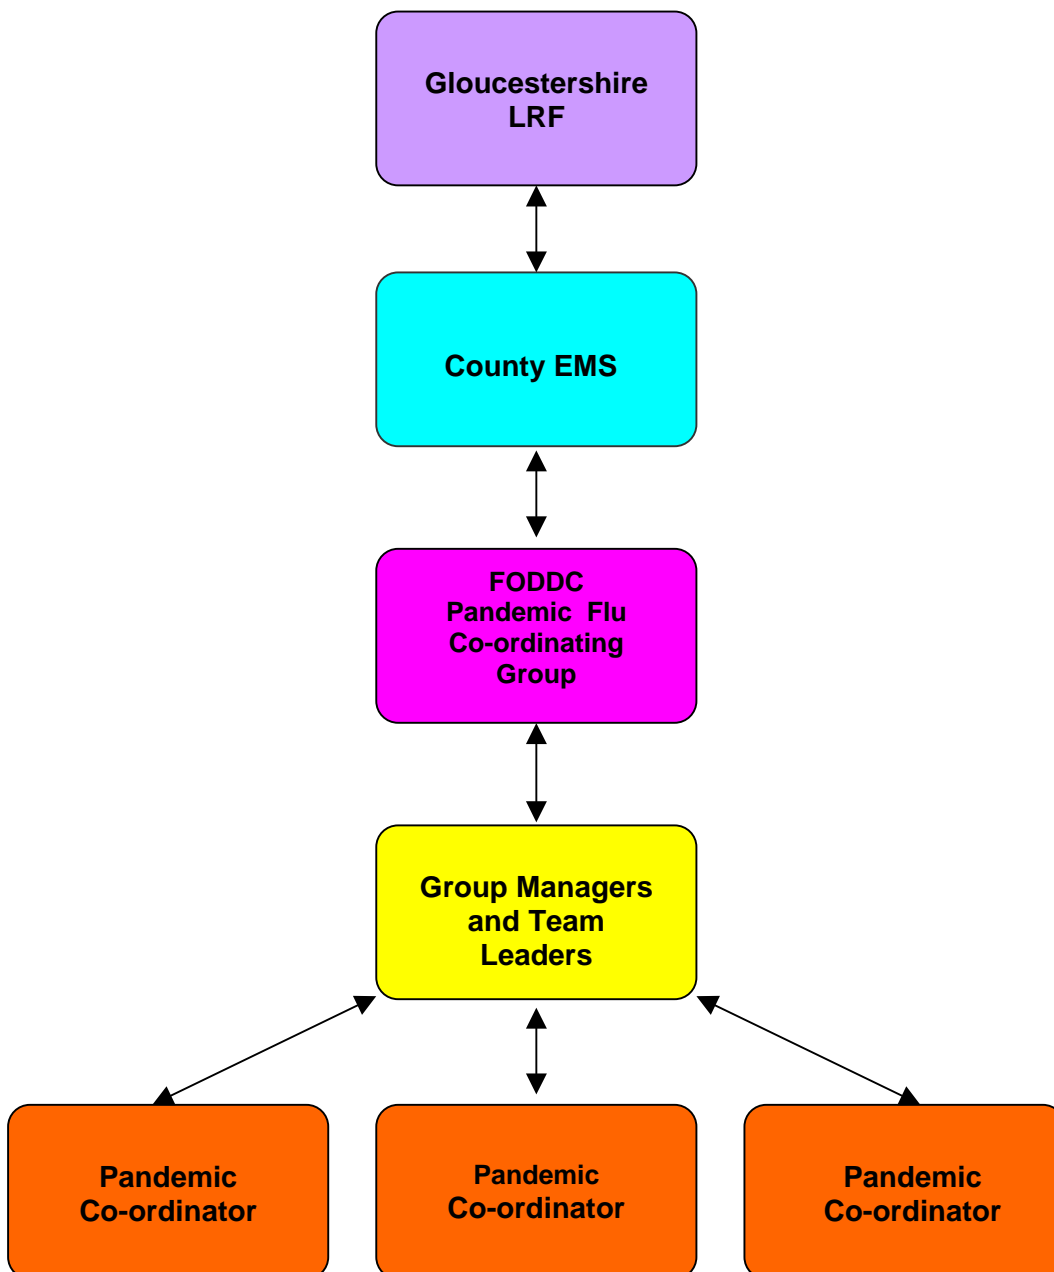 Gloucestershire
LRF
County EMS
FODDC
Pandemic Flu
Co-ordinating
Group
Group Managers
and Team
Leaders
Pandemic
Co-ordinator
Pandemic
Co-ordinator
Pandemic
Co-ordinator